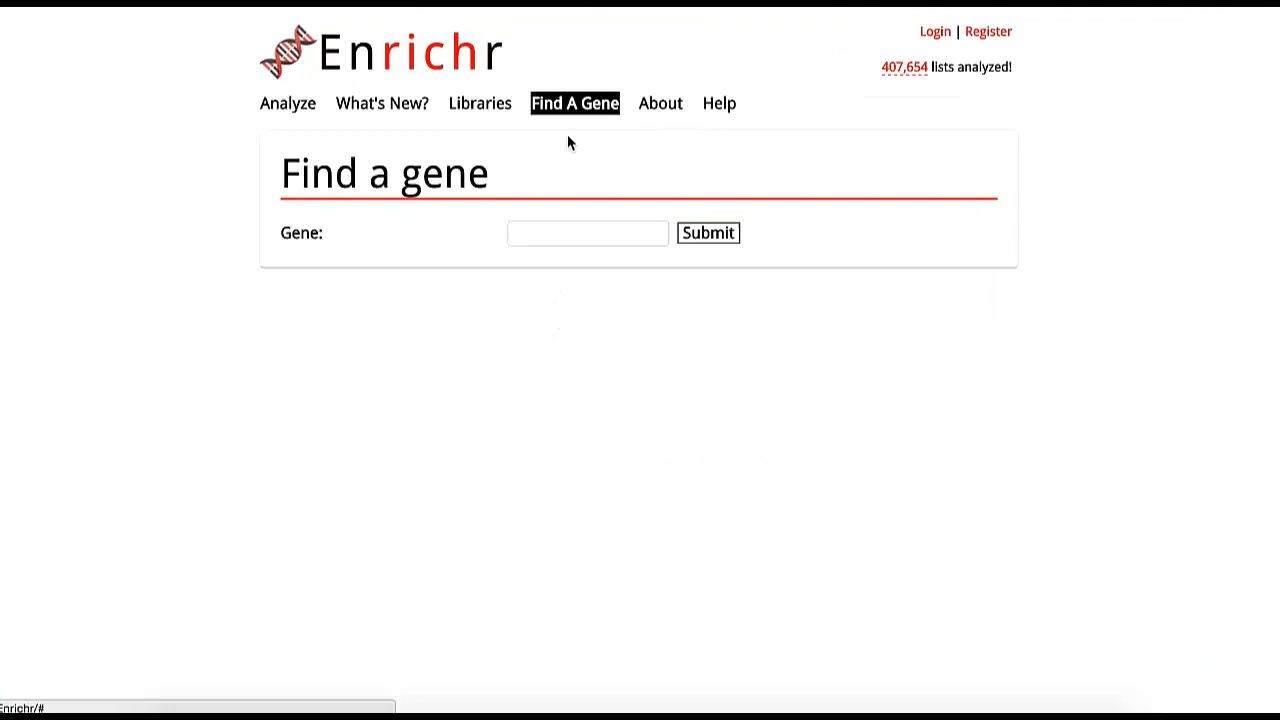 Enrichr
Login | Register
407,654 lists analyzed!
Analyze What's New? Libraries Find A Gene About Help
Find a gene
Gene: Submit
Enrichr/#